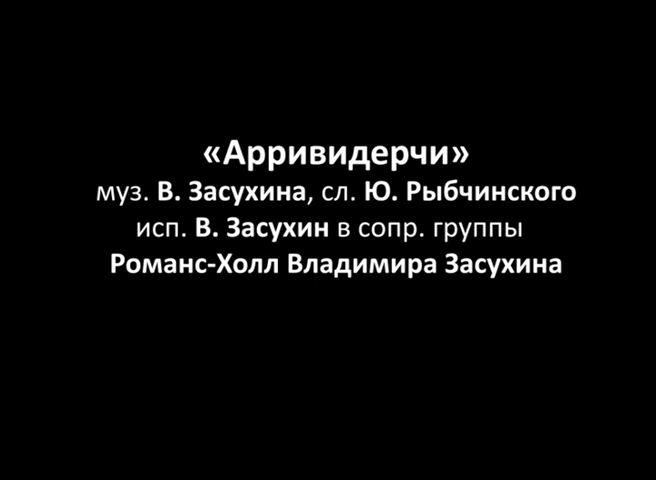 «Арривидерчи»
муз. В. Засухина, сл. Ю. Рыбчинского
исп. В. Засухин в сопр. группы
Романс-Холл Владимира Засухина